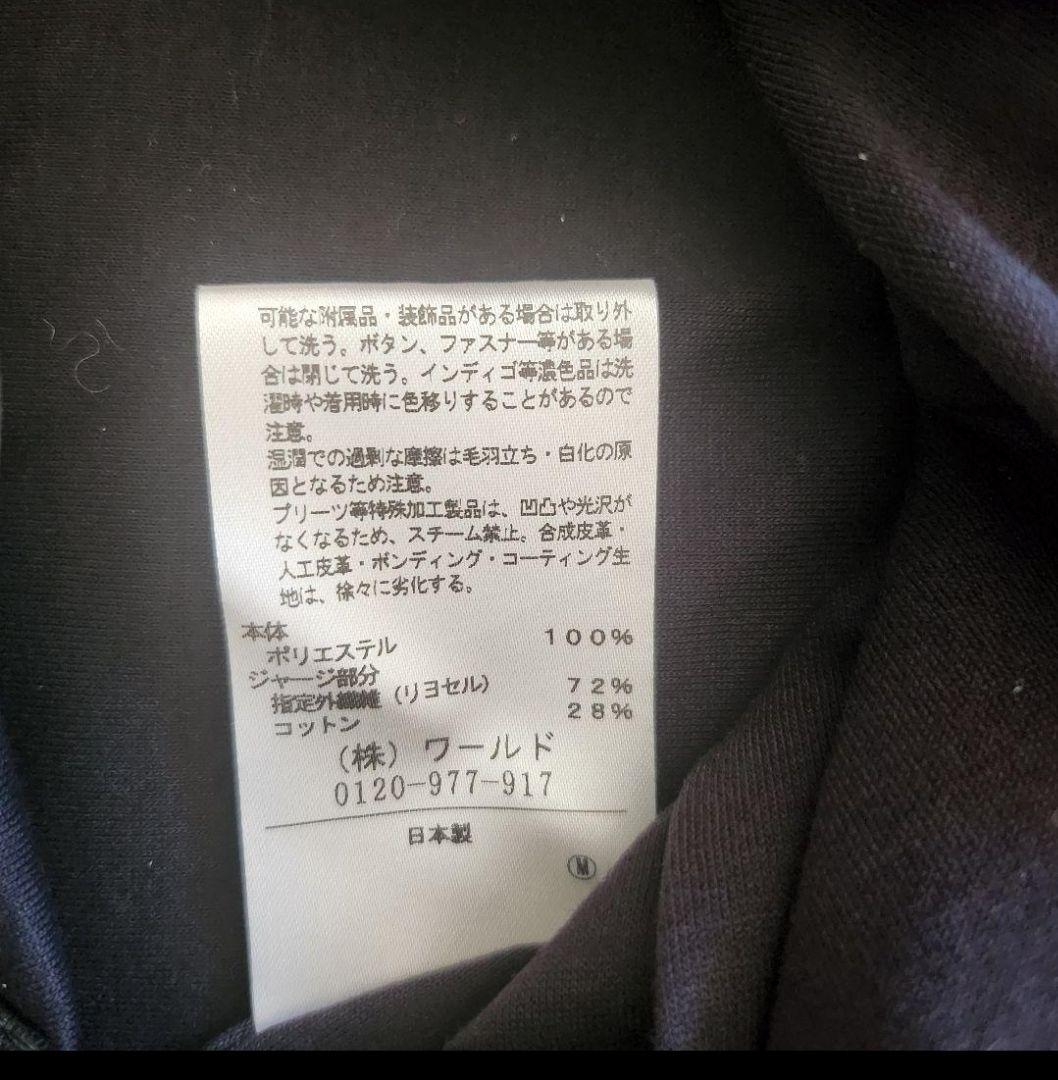 可能な附属品・装飾品がある場合は取り外
して洗う。ボタン、ファスナー等がある場
合は閉じて洗う。インディゴ等濃色品は洗
濯時や着用時に色移りすることがあるので
注意。
湿潤での過剰な摩擦は毛羽立ち・白化の原
因となるため注意。
プリーツ等特殊加工製品は、凹凸や光沢が
なくなるため、スチーム禁止。合成皮革・
人工皮革・ボンディング・コーティング生
地は、徐々に劣化する。
本体
ポリエステル 100%
ジャージ部分
指定外繊維(リヨセル) 72%
コットン 28%
(株)ワールド
0120-977-917
日本製
Ⓜ